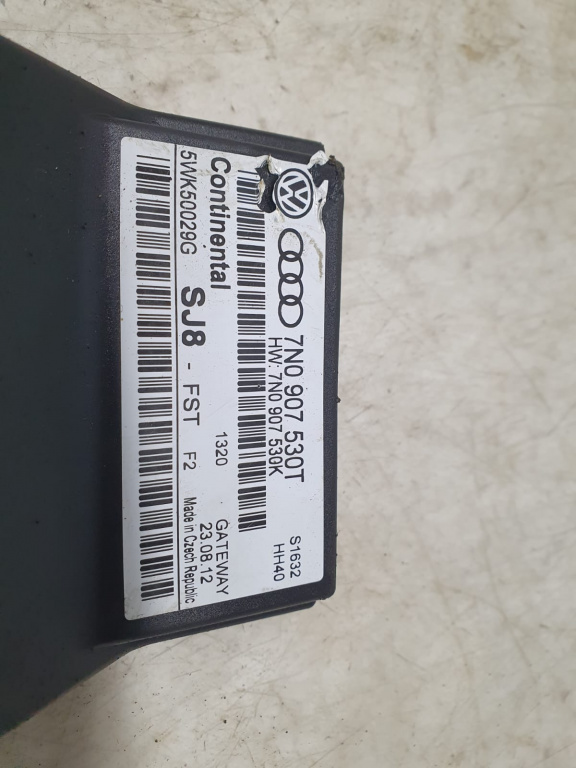 7N0 907 530T
S1632
HW: 7N0 907 530K
HH40
Continental
1320
GATEWAY
SJ8 - FST
23.08.12
5WK50029G
F2
Made in Czech Republic